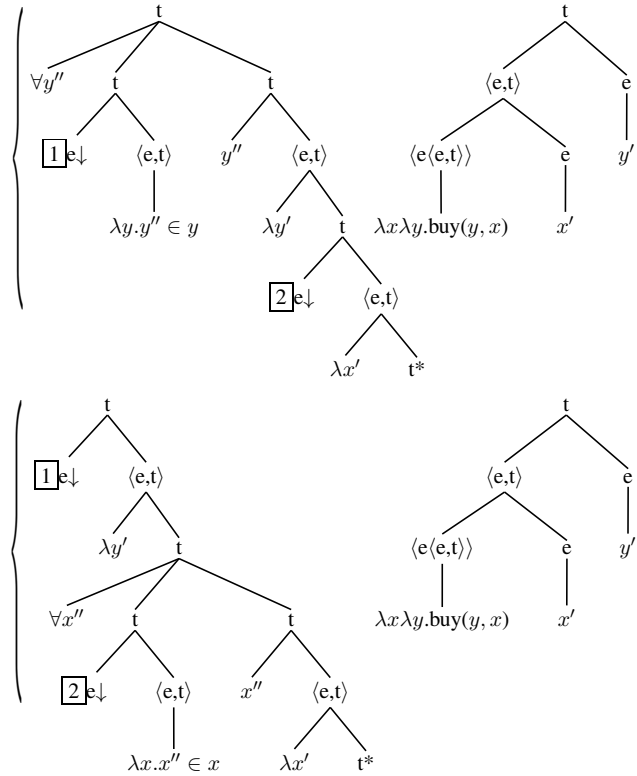 t t
∀y″ t t ⟨e,t⟩ e
1 e↓ ⟨e,t⟩ y″ ⟨e,t⟩ ⟨e⟨e,t⟩⟩ e y′
λy.y″ ∈ y λy′ t λxλy.buy(y, x) x′
2 e↓ ⟨e,t⟩
λx′ t*
t t
1 e↓ ⟨e,t⟩ ⟨e,t⟩ e
λy′ t ⟨e⟨e,t⟩⟩ e y′
∀x″ t t λxλy.buy(y, x) x′
2 e↓ ⟨e,t⟩ x″ ⟨e,t⟩
λx.x″ ∈ x λx′ t*